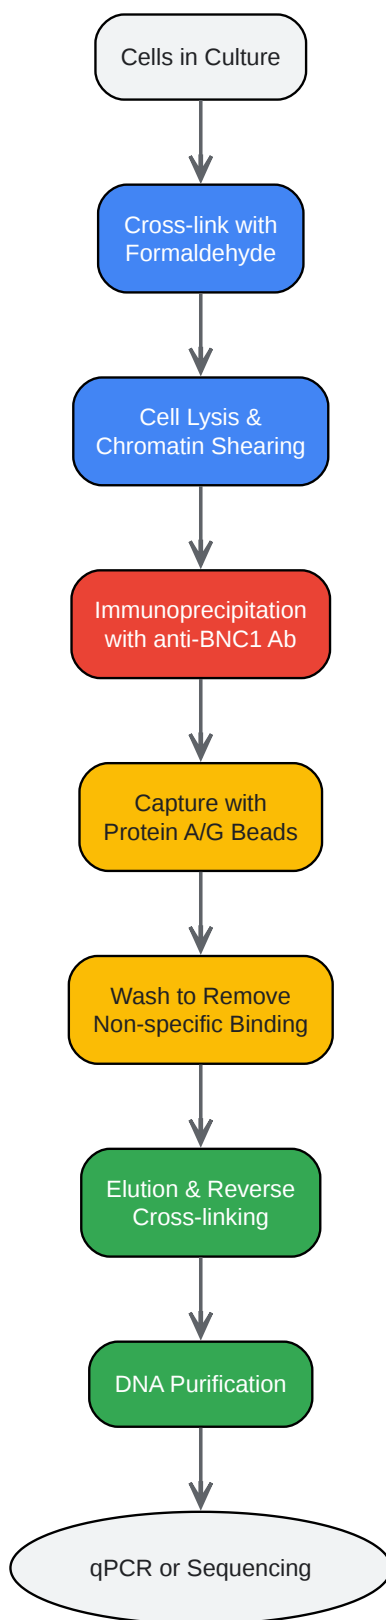 Cells in Culture
Cross-link with
Formaldehyde
Cell Lysis &
Chromatin Shearing
Immunoprecipitation
with anti-BNC1 Ab
Capture with
Protein A/G Beads
Wash to Remove
Non-specific Binding
Elution & Reverse
Cross-linking
DNA Purification
qPCR or Sequencing